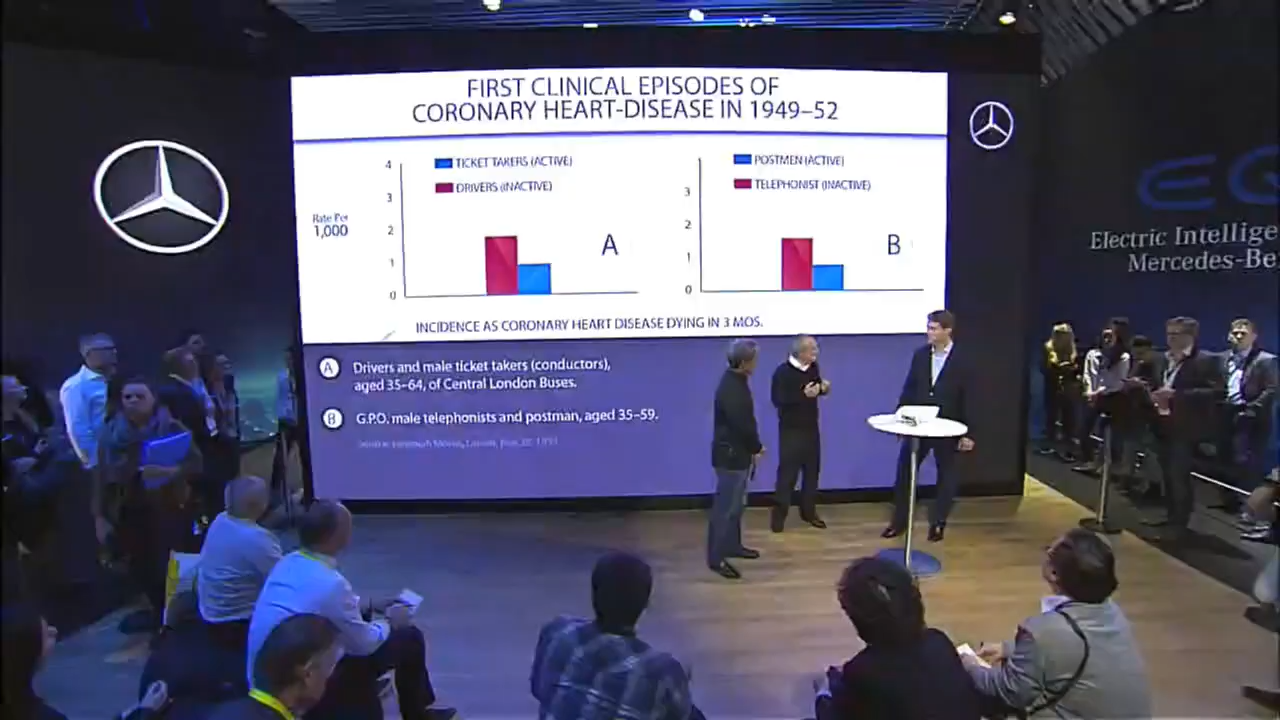 FIRST CLINICAL EPISODES OF
CORONARY HEART-DISEASE IN 1949–52
4
3
2
1
0
Rate Per
1,000
TICKET TAKERS (ACTIVE)
DRIVERS (INACTIVE)
A
3
2
1
0
POSTMEN (ACTIVE)
TELEPHONIST (INACTIVE)
B
INCIDENCE AS CORONARY HEART DISEASE DYING IN 3 MOS.
A Drivers and male ticket takers (conductors),
aged 35–64, of Central London Buses.
B G.P.O. male telephonists and postman, aged 35–59.
EQ
Electric Intellige
Mercedes-Be